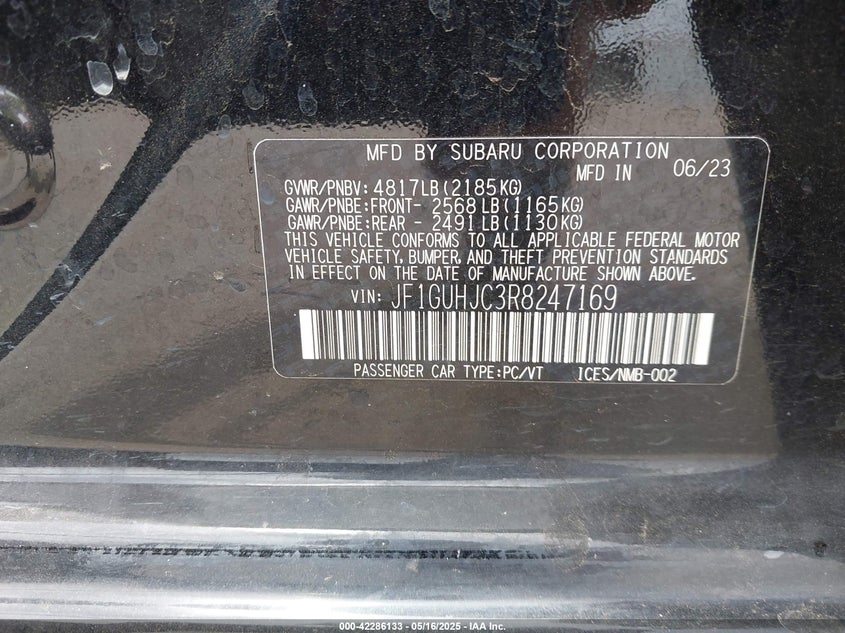 MFD BY SUBARU CORPORATION
MFD IN 06/23
GVWR/PNBV: 4817LB(2185KG)
GAWR/PNBE:FRONT- 2568LB(1165KG)
GAWR/PNBE:REAR - 2491LB(1130KG)
THIS VEHICLE CONFORMS TO ALL APPLICABLE FEDERAL MOTOR
VEHICLE SAFETY, BUMPER, AND THEFT PREVENTION STANDARDS
IN EFFECT ON THE DATE OF MANUFACTURE SHOWN ABOVE.
VIN: JF1GUHJC3R8247169
PASSENGER CAR TYPE:PC/VT ICES/NMB-002
000-42286133 - 05/16/2025 - IAA Inc.